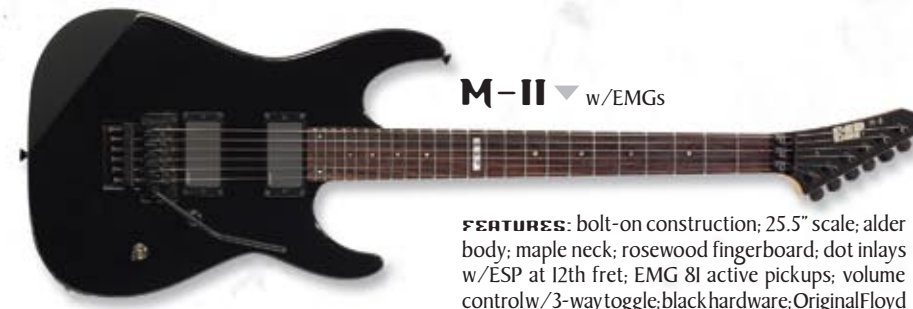 M-II w/EMGs
ESP
FEATURES: bolt-on construction; 25.5" scale; alder
body; maple neck; rosewood fingerboard; dot inlays
w/ESP at 12th fret; EMG 81 active pickups; volume
control w/3-way toggle; black hardware; Original Floyd